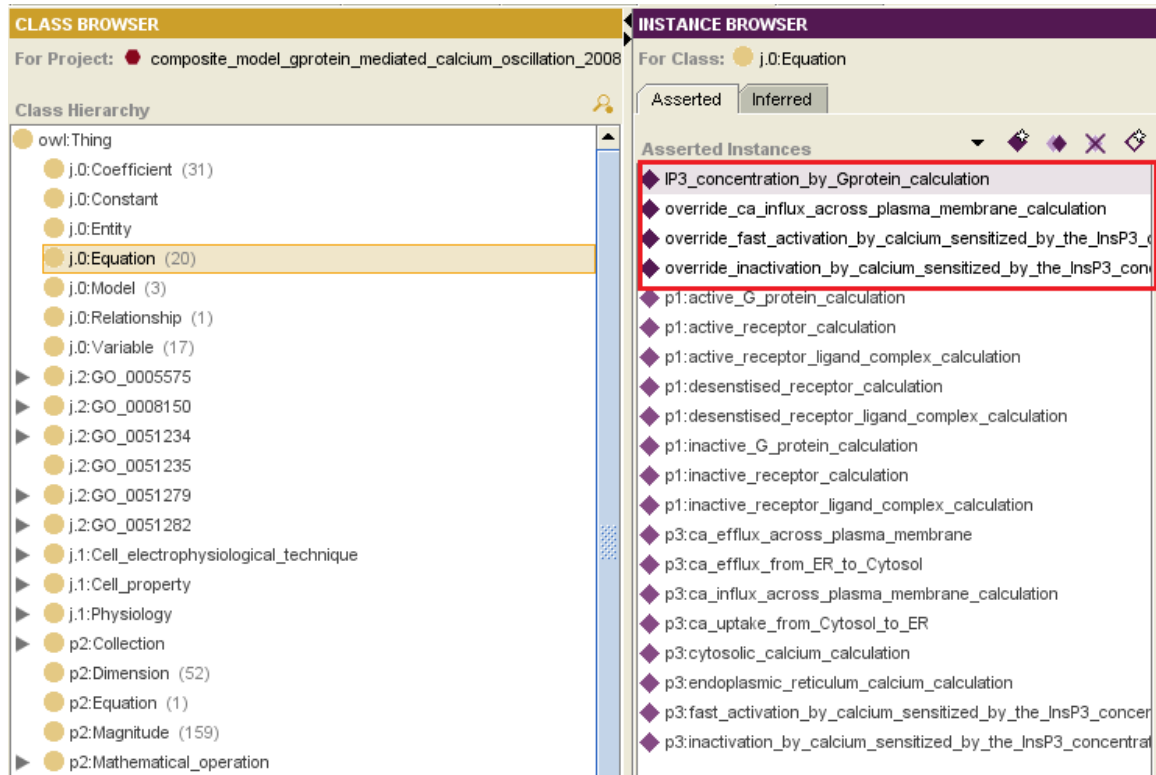 CLASS BROWSER
For Project: composite_model_gprotein_mediated_calcium_oscillation_2008
Class Hierarchy
owl:Thing
j.0:Coefficient (31)
j.0:Constant
j.0:Entity
j.0:Equation (20)
j.0:Model (3)
j.0:Relationship (1)
j.0:Variable (17)
j.2:GO_0005575
j.2:GO_0008150
j.2:GO_0051234
j.2:GO_0051235
j.2:GO_0051279
j.2:GO_0051282
j.1:Cell_electrophysiological_technique
j.1:Cell_property
j.1:Physiology
p2:Collection
p2:Dimension (52)
p2:Equation (1)
p2:Magnitude (159)
p2:Mathematical_operation
INSTANCE BROWSER
For Class: j.0:Equation
Asserted Inferred
Asserted Instances
IP3_concentration_by_Gprotein_calculation
override_ca_influx_across_plasma_membrane_calculation
override_fast_activation_by_calcium_sensitized_by_the_InsP3_
override_inactivation_by_calcium_sensitized_by_the_InsP3_con
p1:active_G_protein_calculation
p1:active_receptor_calculation
p1:active_receptor_ligand_complex_calculation
p1:desenstised_receptor_calculation
p1:desenstised_receptor_ligand_complex_calculation
p1:inactive_G_protein_calculation
p1:inactive_receptor_calculation
p1:inactive_receptor_ligand_complex_calculation
p3:ca_efflux_across_plasma_membrane
p3:ca_efflux_from_ER_to_Cytosol
p3:ca_influx_across_plasma_membrane_calculation
p3:ca_uptake_from_Cytosol_to_ER
p3:cytosolic_calcium_calculation
p3:endoplasmic_reticulum_calcium_calculation
p3:fast_activation_by_calcium_sensitized_by_the_InsP3_concer
p3:inactivation_by_calcium_sensitized_by_the_InsP3_concentrat